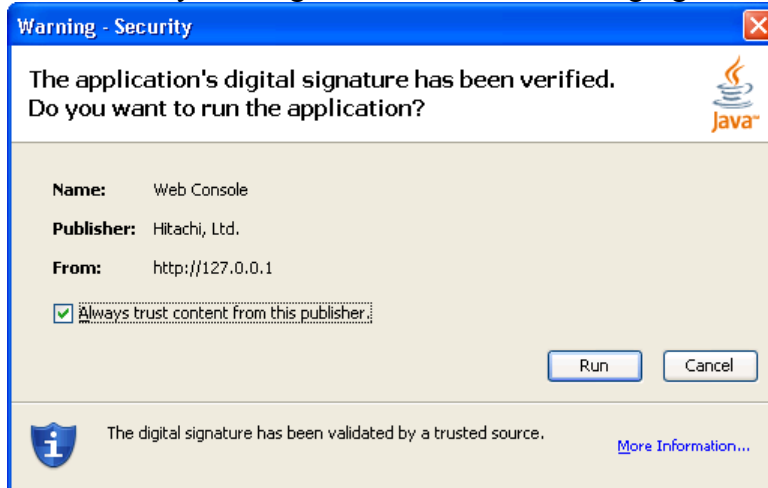 Warning - Security
The application's digital signature has been verified.
Do you want to run the application?
Java™
Name: Web Console
Publisher: Hitachi, Ltd.
From: http://127.0.0.1
Always trust content from this publisher.
Run Cancel
The digital signature has been validated by a trusted source.
More Information...